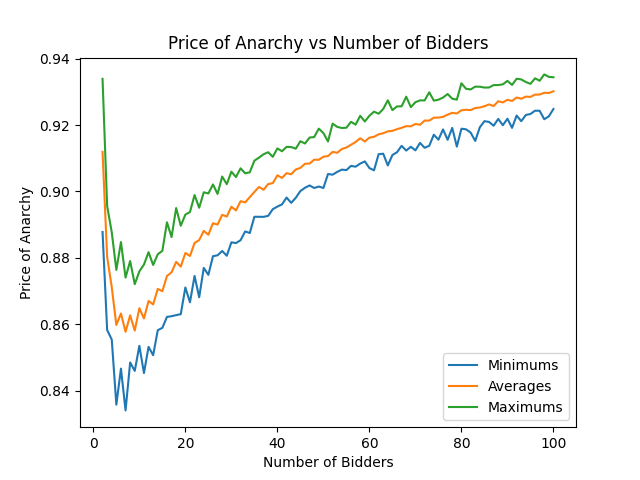 Price of Anarchy vs Number of Bidders
Price of Anarchy
0.94
0.92
0.90
0.88
0.86
0.84
0
20
40
60
80
100
Number of Bidders
Minimums
Averages
Maximums